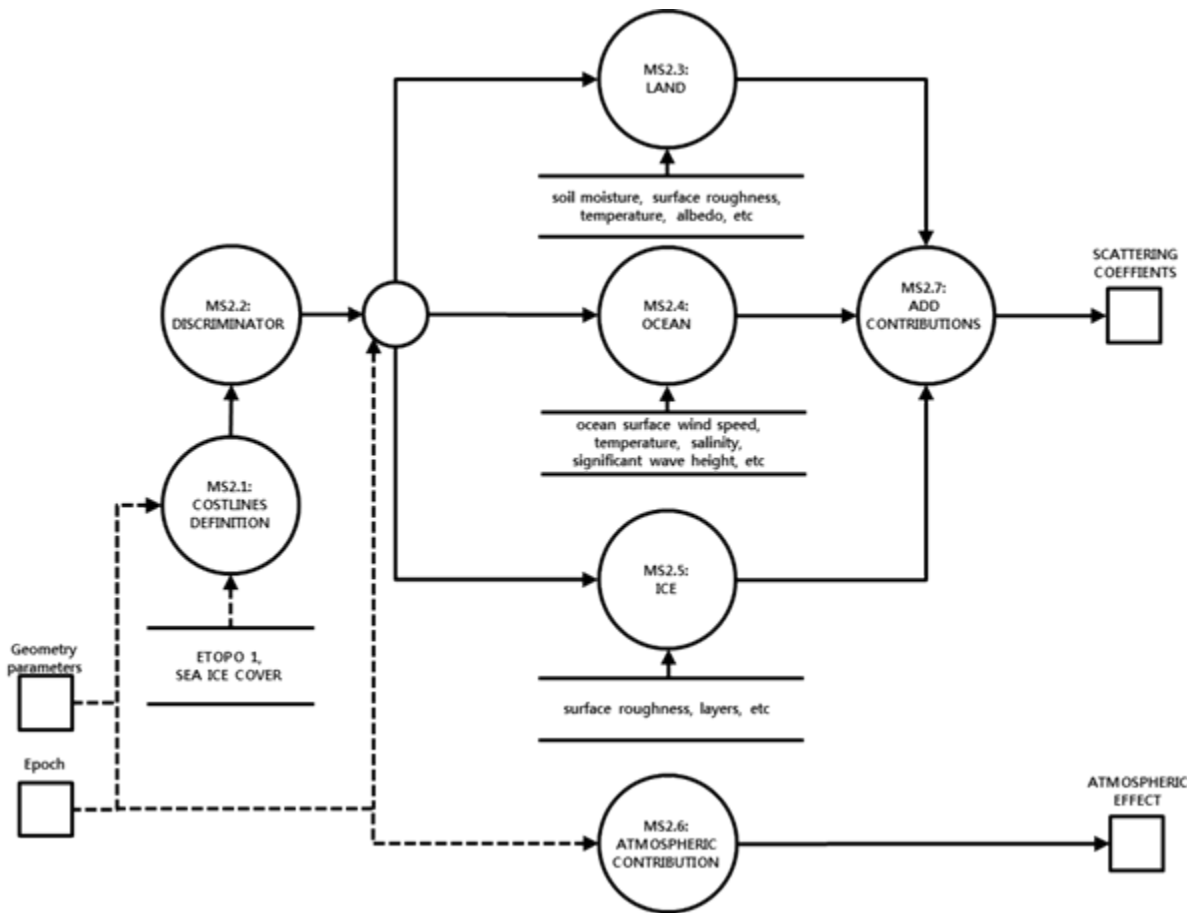 MS2.3:
LAND
soil moisture, surface roughness,
temperature, albedo, etc
MS2.2:
DISCRIMINATOR
MS2.4:
OCEAN
MS2.7:
ADD
CONTRIBUTIONS
SCATTERING
COEFFIENTS
ocean surface wind speed,
temperature, salinity,
significant wave height, etc
MS2.1:
COSTLINES
DEFINITION
MS2.5:
ICE
Geometry
parameters
ETOPO 1,
SEA ICE COVER
surface roughness, layers, etc
Epoch
MS2.6:
ATMOSPHERIC
CONTRIBUTION
ATMOSPHERIC
EFFECT